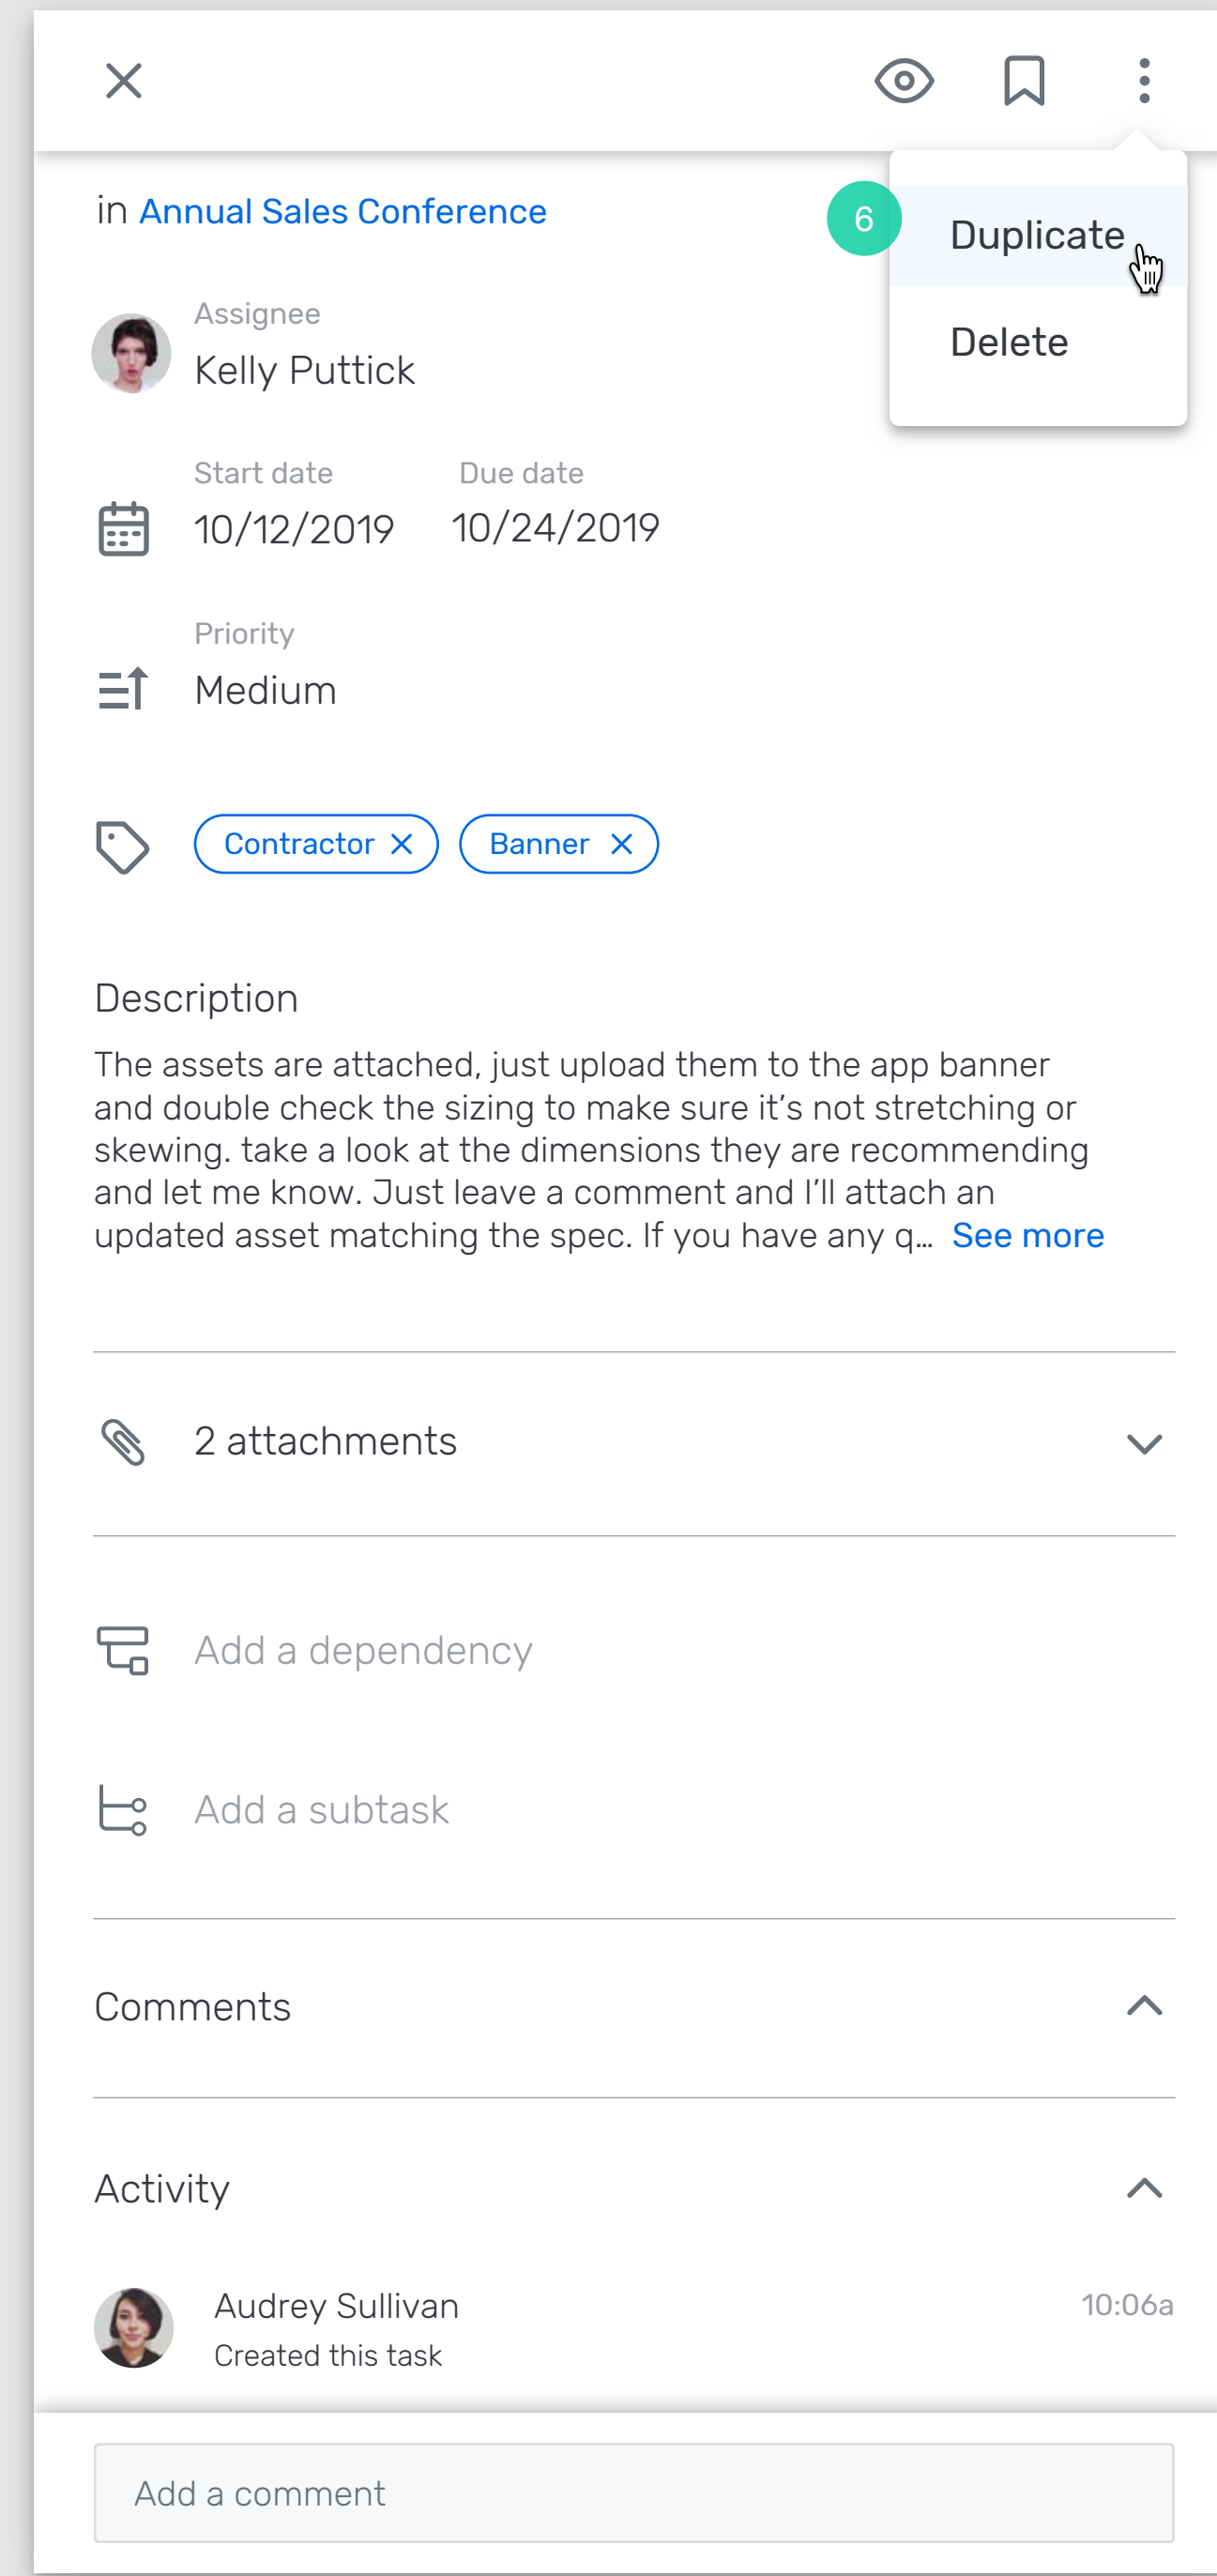 in Annual Sales Conference
6
Duplicate
Delete
Assignee
Kelly Puttick
Start date
Due date
10/12/2019
10/24/2019
Priority
Medium
Contractor
Banner
Description
The assets are attached, just upload them to the app banner
and double check the sizing to make sure it’s not stretching or
skewing. take a look at the dimensions they are recommending
and let me know. Just leave a comment and I’ll attach an
updated asset matching the spec. If you have any q... See more
2 attachments
Add a dependency
Add a subtask
Comments
Activity
Audrey Sullivan
10:06a
Created this task
Add a comment